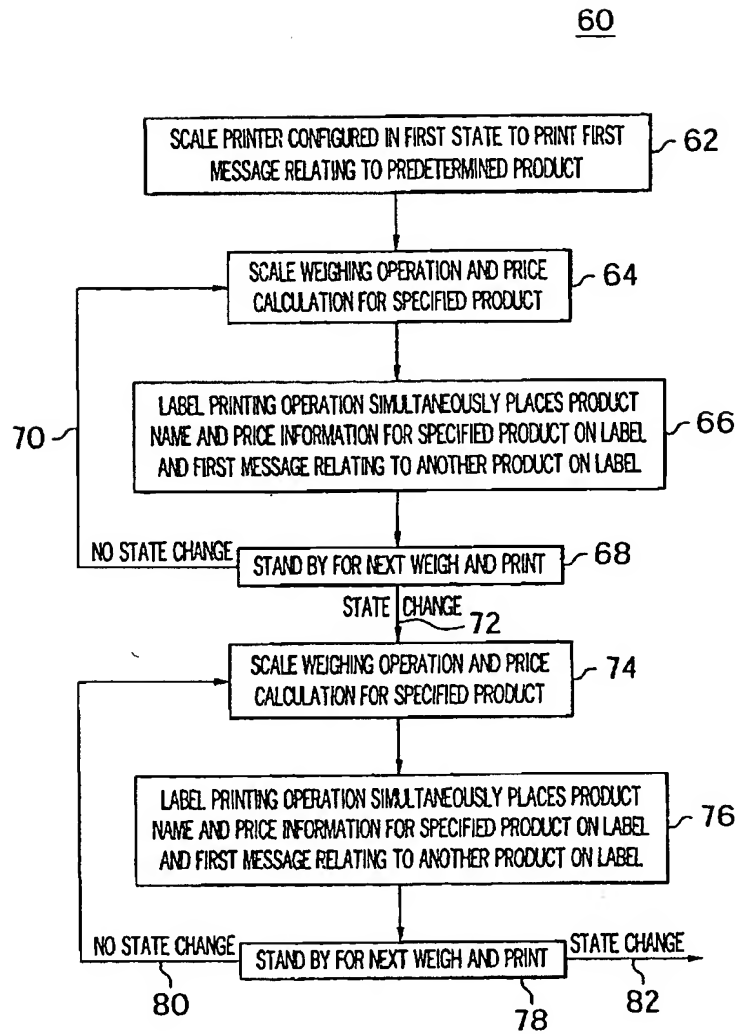 60
SCALE PRINTER CONFIGURED IN FIRST STATE TO PRINT FIRST
MESSAGE RELATING TO PREDETERMINED PRODUCT
62
SCALE WEIGHING OPERATION AND PRICE
CALCULATION FOR SPECIFIED PRODUCT
64
LABEL PRINTING OPERATION SIMULTANEOUSLY PLACES PRODUCT
NAME AND PRICE INFORMATION FOR SPECIFIED PRODUCT ON LABEL
AND FIRST MESSAGE RELATING TO ANOTHER PRODUCT ON LABEL
66
70
NO STATE CHANGE
STAND BY FOR NEXT WEIGH AND PRINT
68
STATE CHANGE
72
SCALE WEIGHING OPERATION AND PRICE
CALCULATION FOR SPECIFIED PRODUCT
74
LABEL PRINTING OPERATION SIMULTANEOUSLY PLACES PRODUCT
NAME AND PRICE INFORMATION FOR SPECIFIED PRODUCT ON LABEL
AND FIRST MESSAGE RELATING TO ANOTHER PRODUCT ON LABEL
76
NO STATE CHANGE
80
STAND BY FOR NEXT WEIGH AND PRINT
78
STATE CHANGE
82